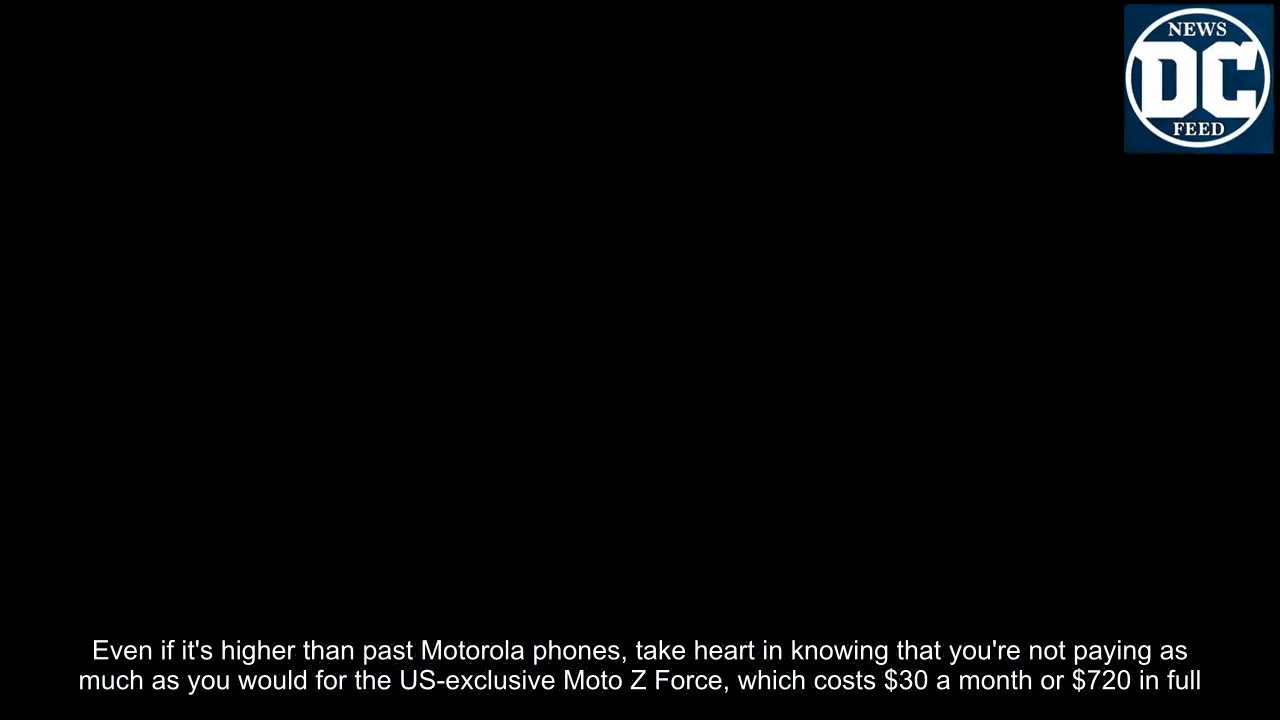 NEWS
DC
FEED
Even if it's higher than past Motorola phones, take heart in knowing that you're not paying as
much as you would for the US-exclusive Moto Z Force, which costs $30 a month or $720 in full